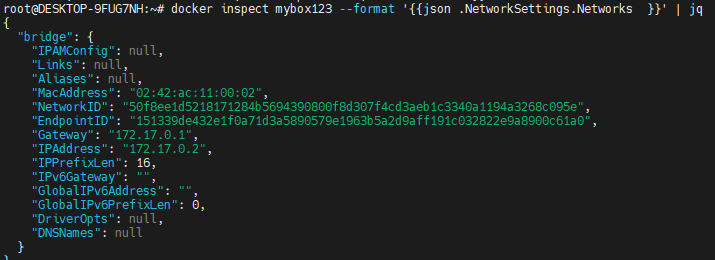 root@DESKTOP-9FUG7NH:~# docker inspect mybox123 --format '{{json .NetworkSettings.Networks  }}' | jq
{
  "bridge": {
    "IPAMConfig": null,
    "Links": null,
    "Aliases": null,
    "MacAddress": "02:42:ac:11:00:02",
    "NetworkID": "50f8ee1d5218171284b5694390800f8d307f4cd3aeb1c3340a1194a3268c095e",
    "EndpointID": "151339de432e1f0a71d3a5890579e1963b5a2d9aff191c032822e9a8900c61a0",
    "Gateway": "172.17.0.1",
    "IPAddress": "172.17.0.2",
    "IPPrefixLen": 16,
    "IPv6Gateway": "",
    "GlobalIPv6Address": "",
    "GlobalIPv6PrefixLen": 0,
    "DriverOpts": null,
    "DNSNames": null
  }
}